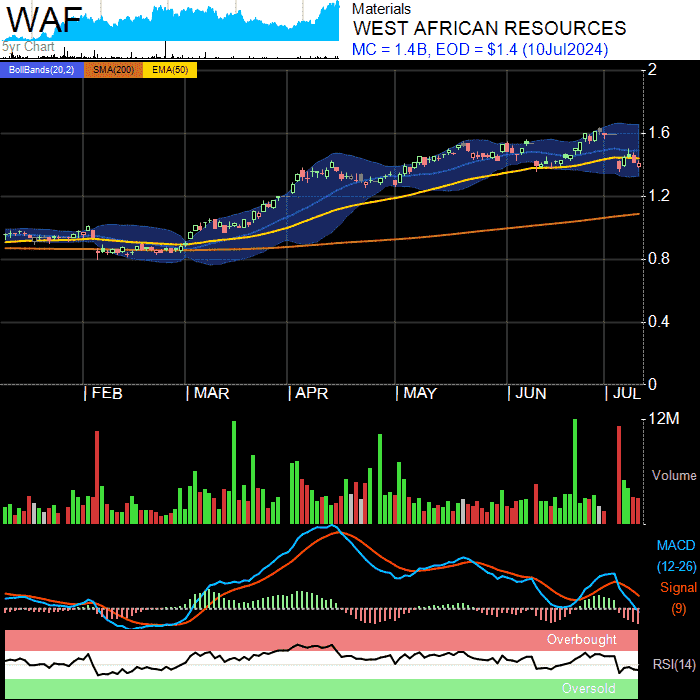 WAF
5yr Chart
Materials
WEST AFRICAN RESOURCES
MC = 1.4B, EOD = $1.4 (10Jul2024)
BollBands(20,2) SMA(200) EMA(50)
2
1.6
1.2
0.8
0.4
0
FEB MAR APR MAY JUN JUL
12M
Volume
MACD
(12-26)
Signal
(9)
Overbought
RSI(14)
Oversold